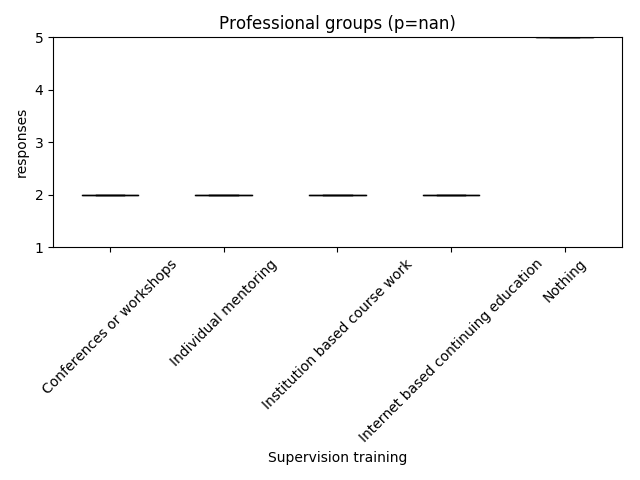 Professional groups (p=nan)
responses
5
4
3
2
1
Conferences or workshops
Individual mentoring
Institution based course work
Internet based continuing education
Nothing
Supervision training